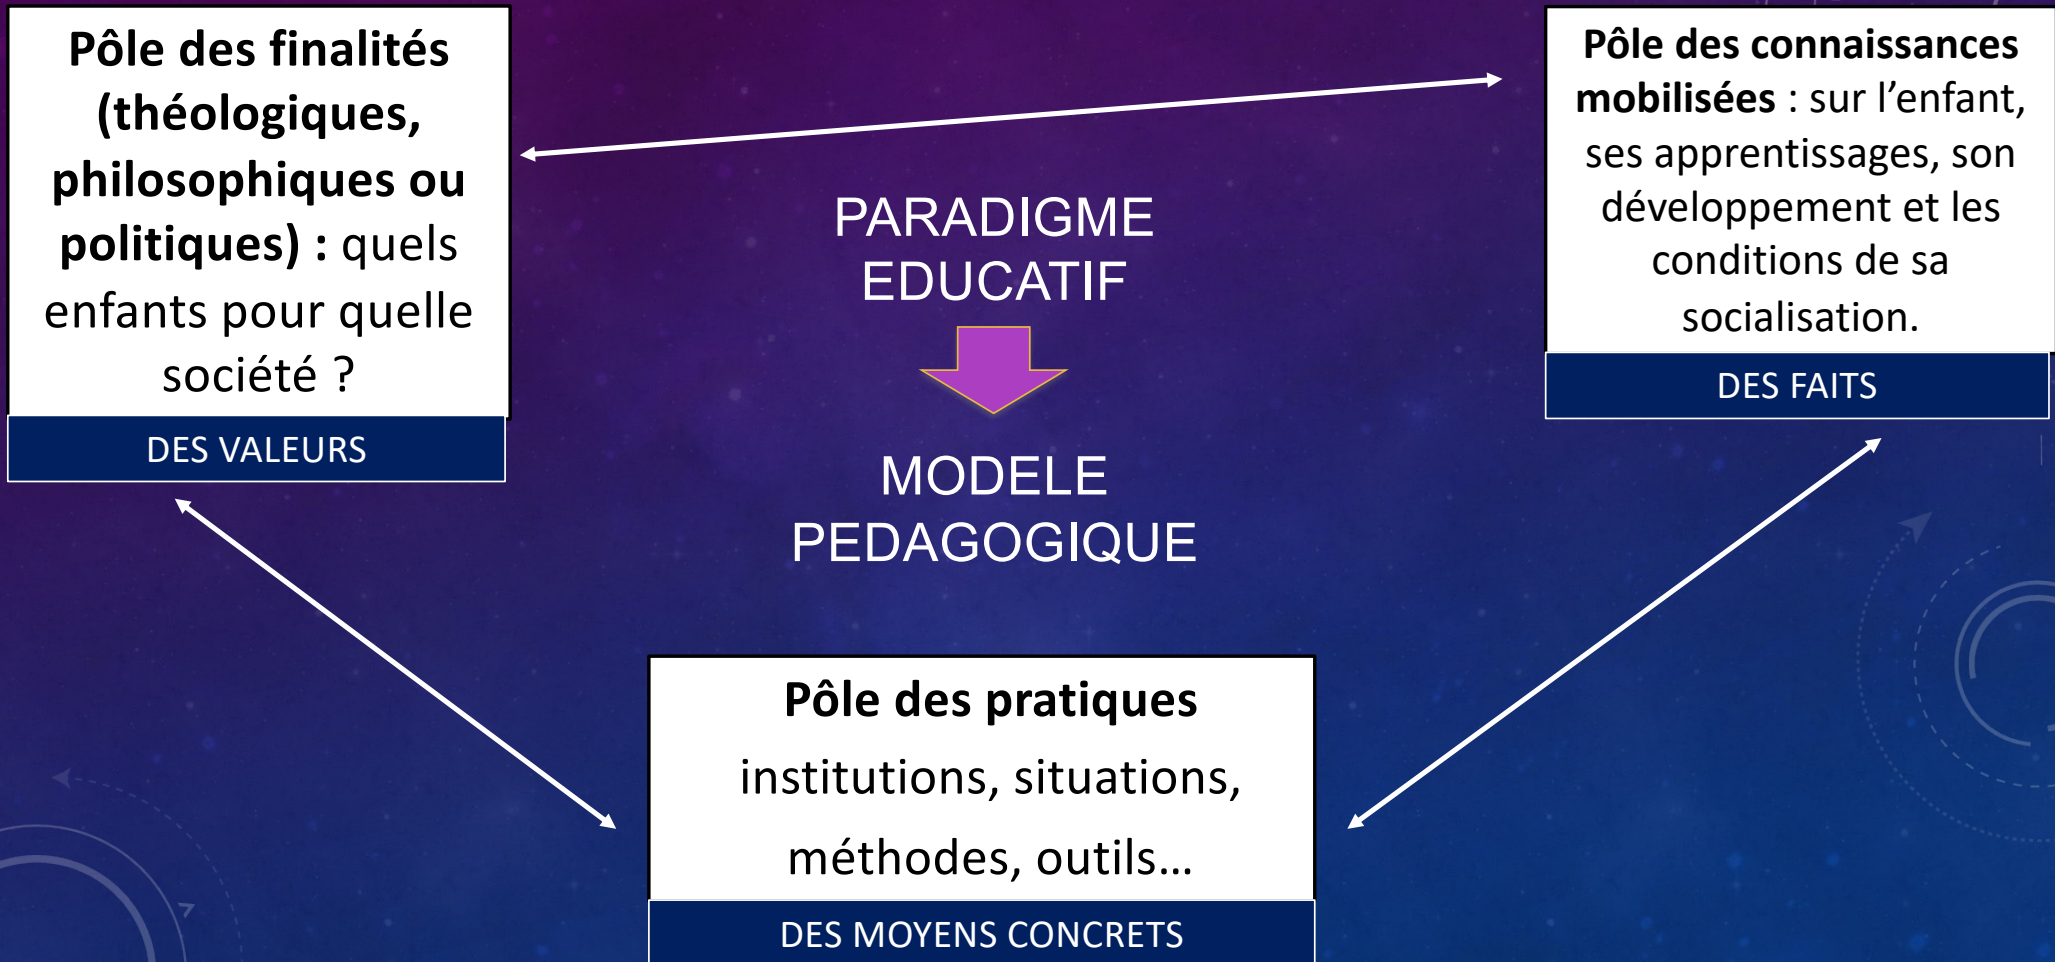 Pôle des finalités
(théologiques,
philosophiques ou
politiques) : quels
enfants pour quelle
société ?
DES VALEURS
PARADIGME
EDUCATIF
MODELE
PEDAGOGIQUE
Pôle des connaissances
mobilisées : sur l’enfant,
ses apprentissages, son
développement et les
conditions de sa
socialisation.
DES FAITS
Pôle des pratiques
institutions, situations,
méthodes, outils…
DES MOYENS CONCRETS